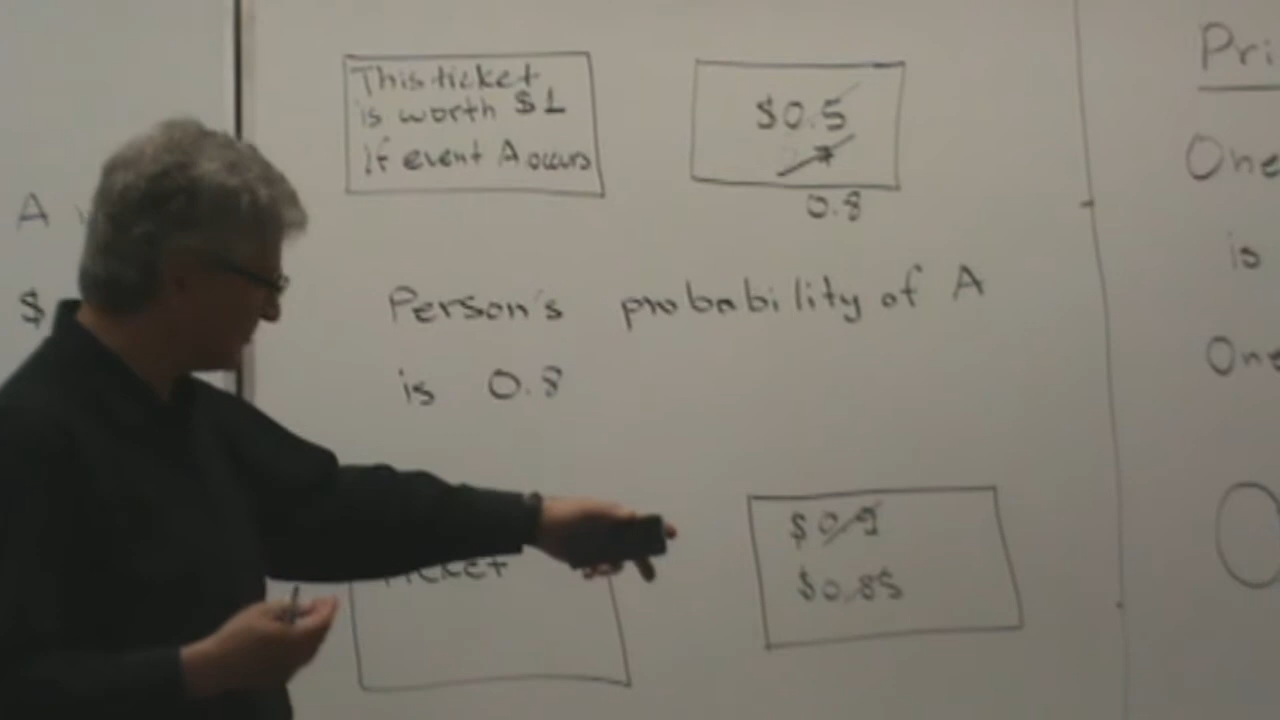 This ticket
is worth $1
If event A occurs
$0.5
.7
0.8
Person's probability of A
is 0.8
ticket
$0.9
$0.85
A
$
Pri
One
is
One